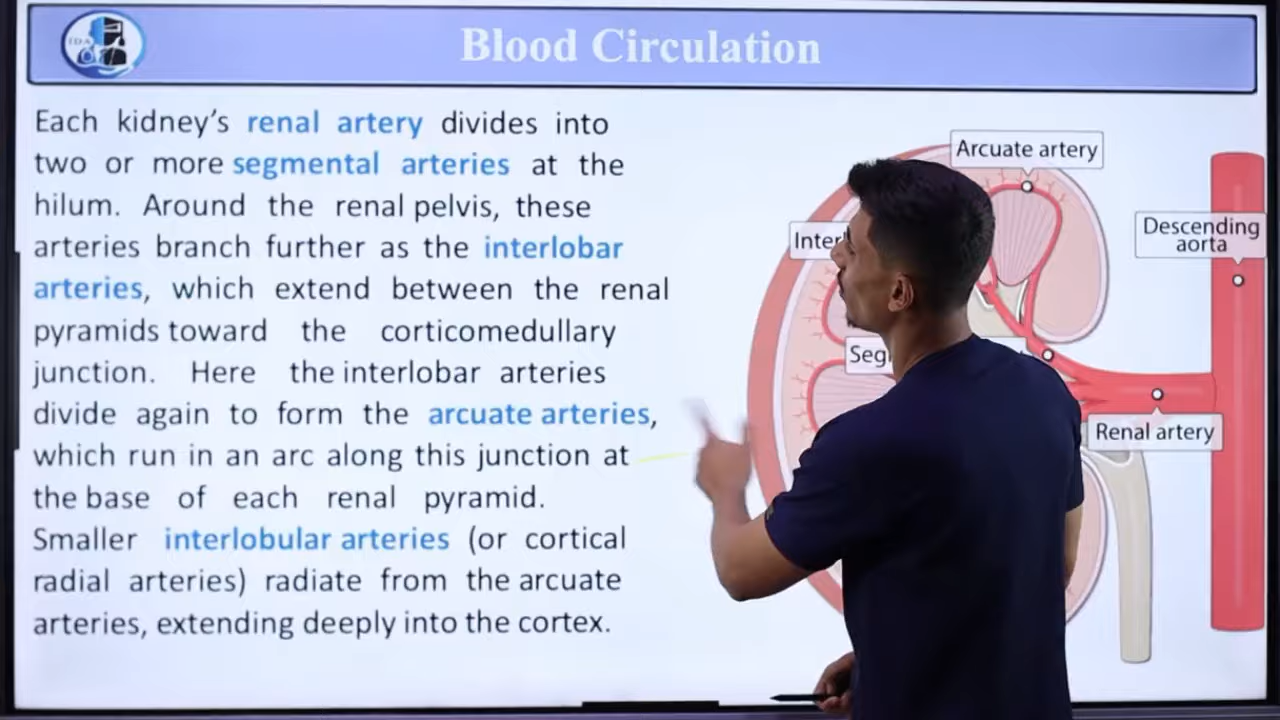 IDA
Blood Circulation
Each kidney's renal artery divides into
two or more segmental arteries at the
hilum. Around the renal pelvis, these
arteries branch further as the interlobar
arteries, which extend between the renal
pyramids toward the corticomedullary
junction. Here the interlobar arteries
divide again to form the arcuate arteries,
which run in an arc along this junction at
the base of each renal pyramid.
Smaller interlobular arteries (or cortical
radial arteries) radiate from the arcuate
arteries, extending deeply into the cortex.
Arcuate artery
Descending
aorta
Renal artery